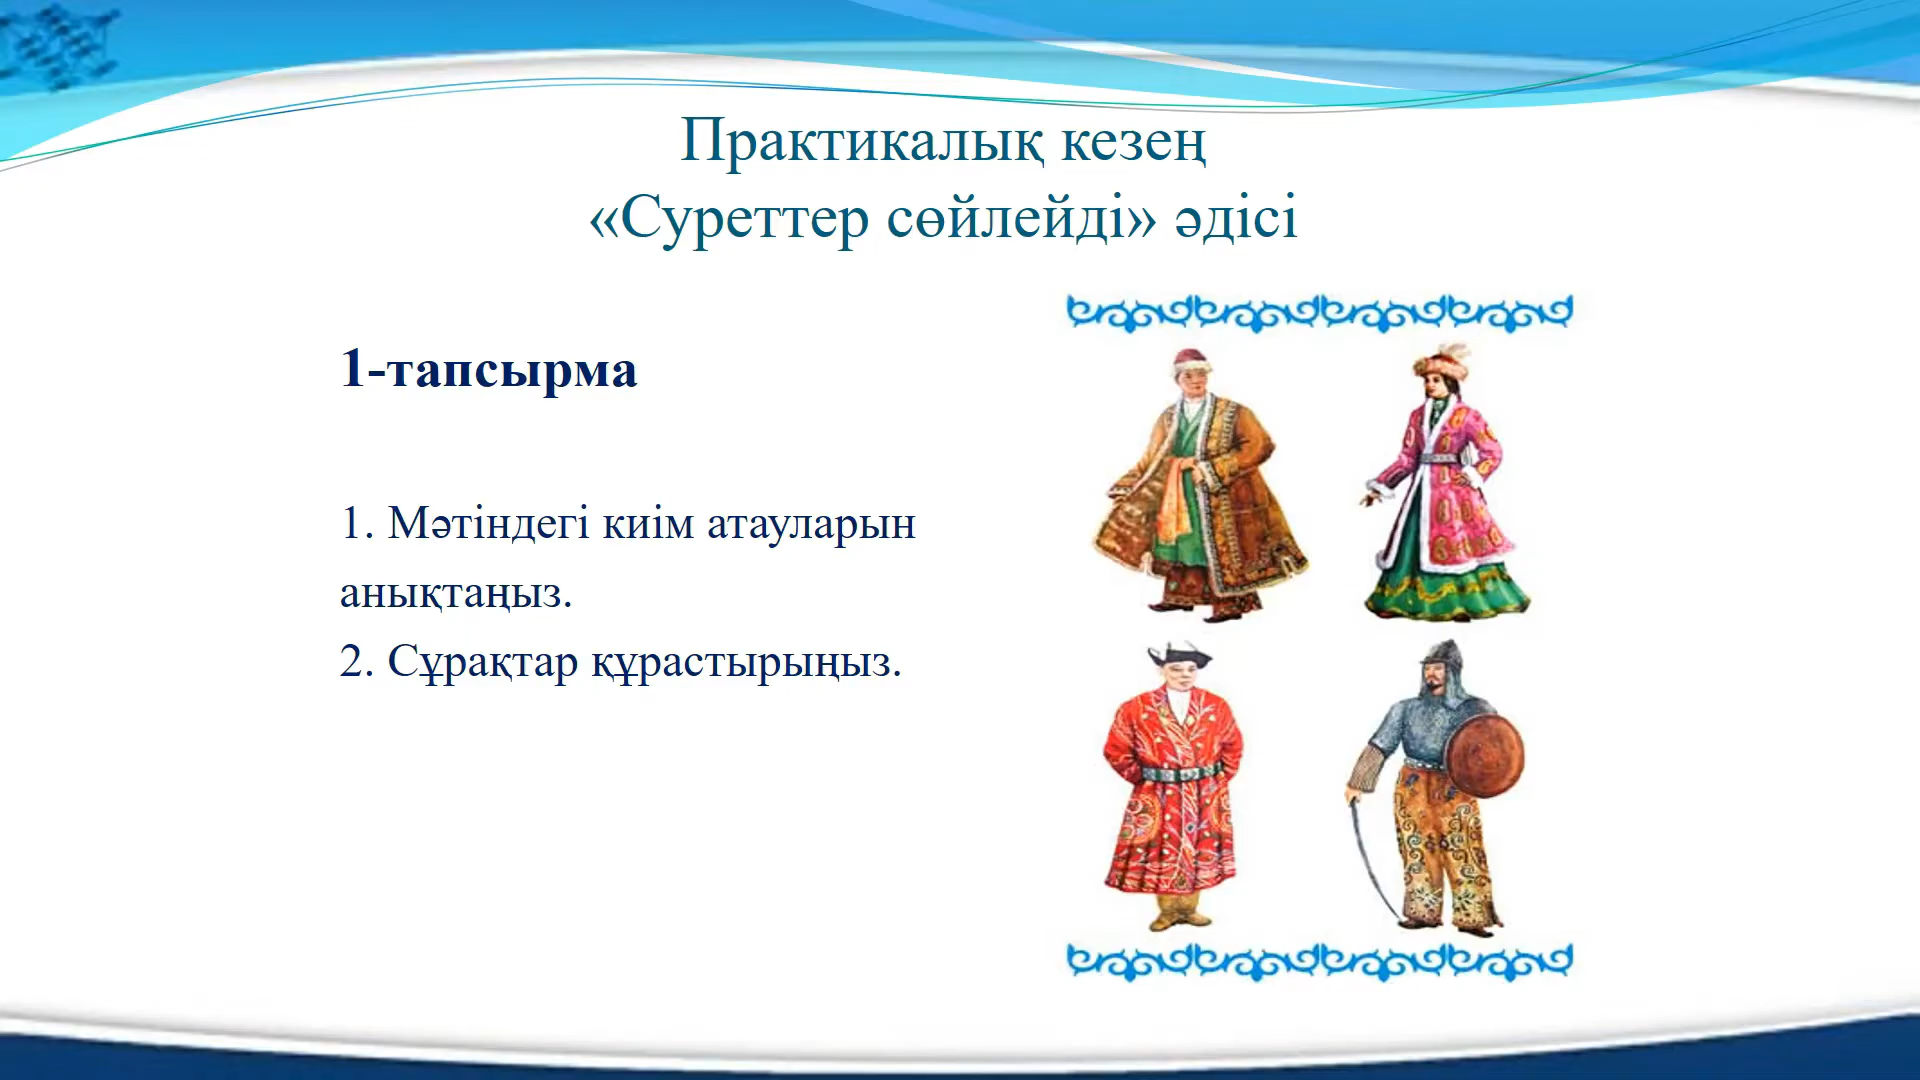 Практикалық кезең
«Суреттер сөйлейді» әдісі
1-тапсырма
1. Мәтіндегі киім атауларын
анықтаңыз.
2. Сұрақтар құрастырыңыз.